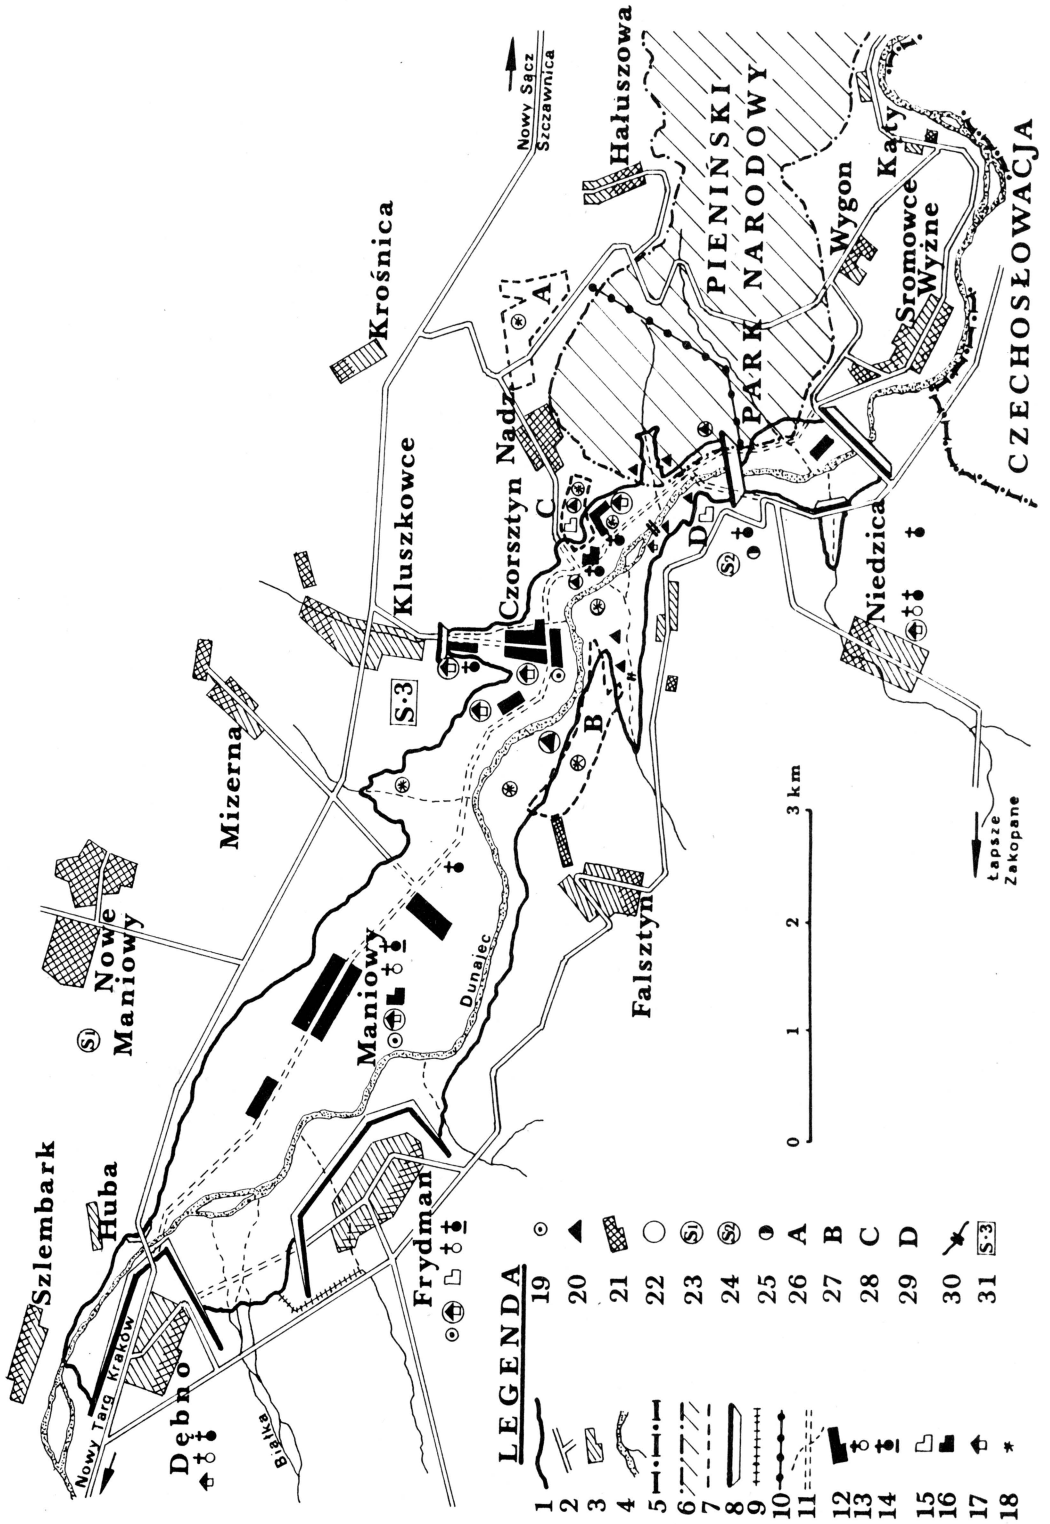 Szlembark
Huba
Nowy Targ Kraków
Dębno
Białka
Frydman
S1
Nowe
Maniowy
Maniowy
Dunajec
Mizerna
S·3
Kluszkowce
Krośnica
Nowy Sącz
Szczawnica
Hałuszowa
Czorsztyn
Nadz.
A
B
C
D
S2
Falsztyn
Niedzica
PIENIŃSKI
PARK NARODOWY
Wygon
Kąty
Sromowce
Wyżne
CZECHOSŁOWACJA
Łapsze
Zakopane
0 1 2 3 km
LEGENDA
1
2
3
4
5
6
7
8
9
10
11
12
13
14
15
16
17
18
19
20
21
22
23 S1
24 S2
25
26 A
27 B
28 C
29 D
30
31 S·3